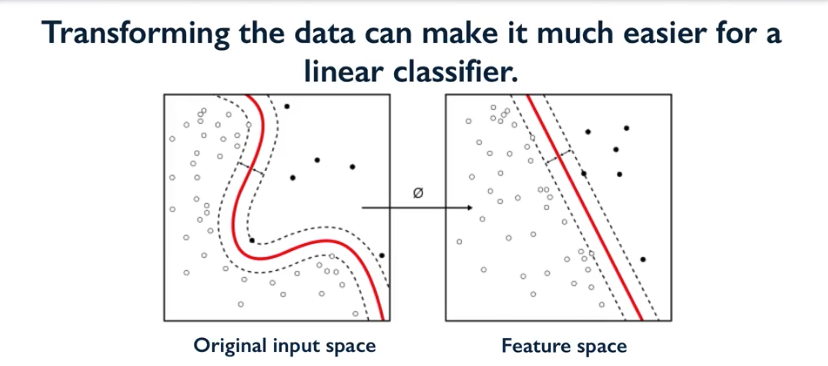 Transforming the data can make it much easier for a
linear classifier.
Ø
Original input space
Feature space